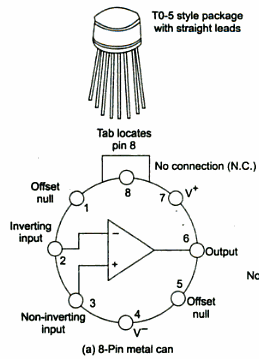 T0-5 style package
with straight leads
Tab locates
pin 8
No connection (N.C.)
8
Offset
null
1
7
V+
Inverting
input
2
−
6
Output
+
3
Non-inverting
input
4
V−
5
Offset
null
No
(a) 8-Pin metal can